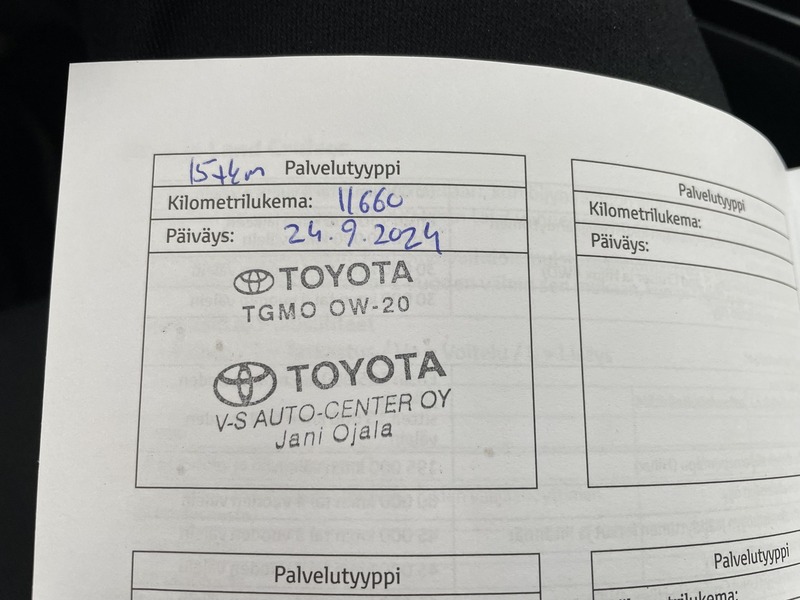 15tkm Palvelutyyppi
Kilometrilukema: 11660
Päiväys: 24.9.2024
TOYOTA
TGMO 0W-20
TOYOTA
V-S AUTO-CENTER OY
Jani Ojala
Palvelutyyppi
Kilometrilukema:
Päiväys:
Palvelutyyppi
Palvelutyyppi
Kilometrilukema: